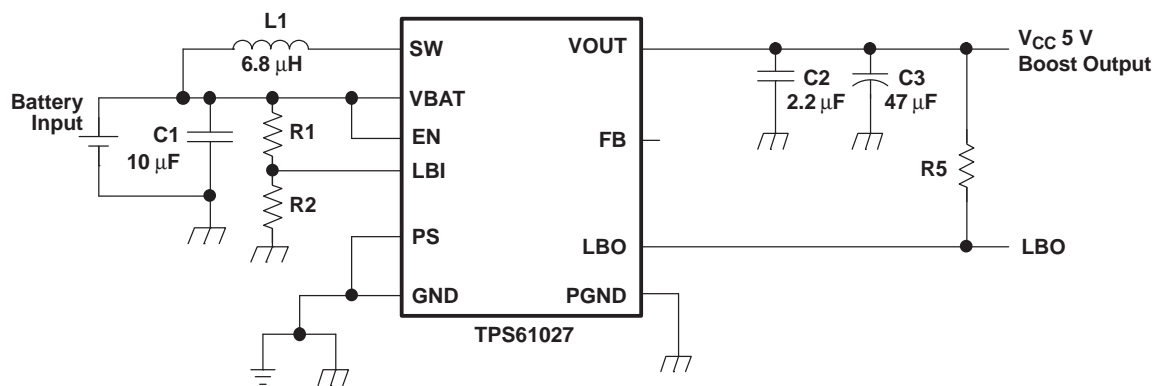 L1
6.8 μH
SW
VOUT
V_CC 5 V
Boost Output
Battery
Input
C1
10 μF
R1
R2
VBAT
EN
LBI
PS
GND
C2
2.2 μF
C3
47 μF
FB
R5
LBO
LBO
PGND
TPS61027